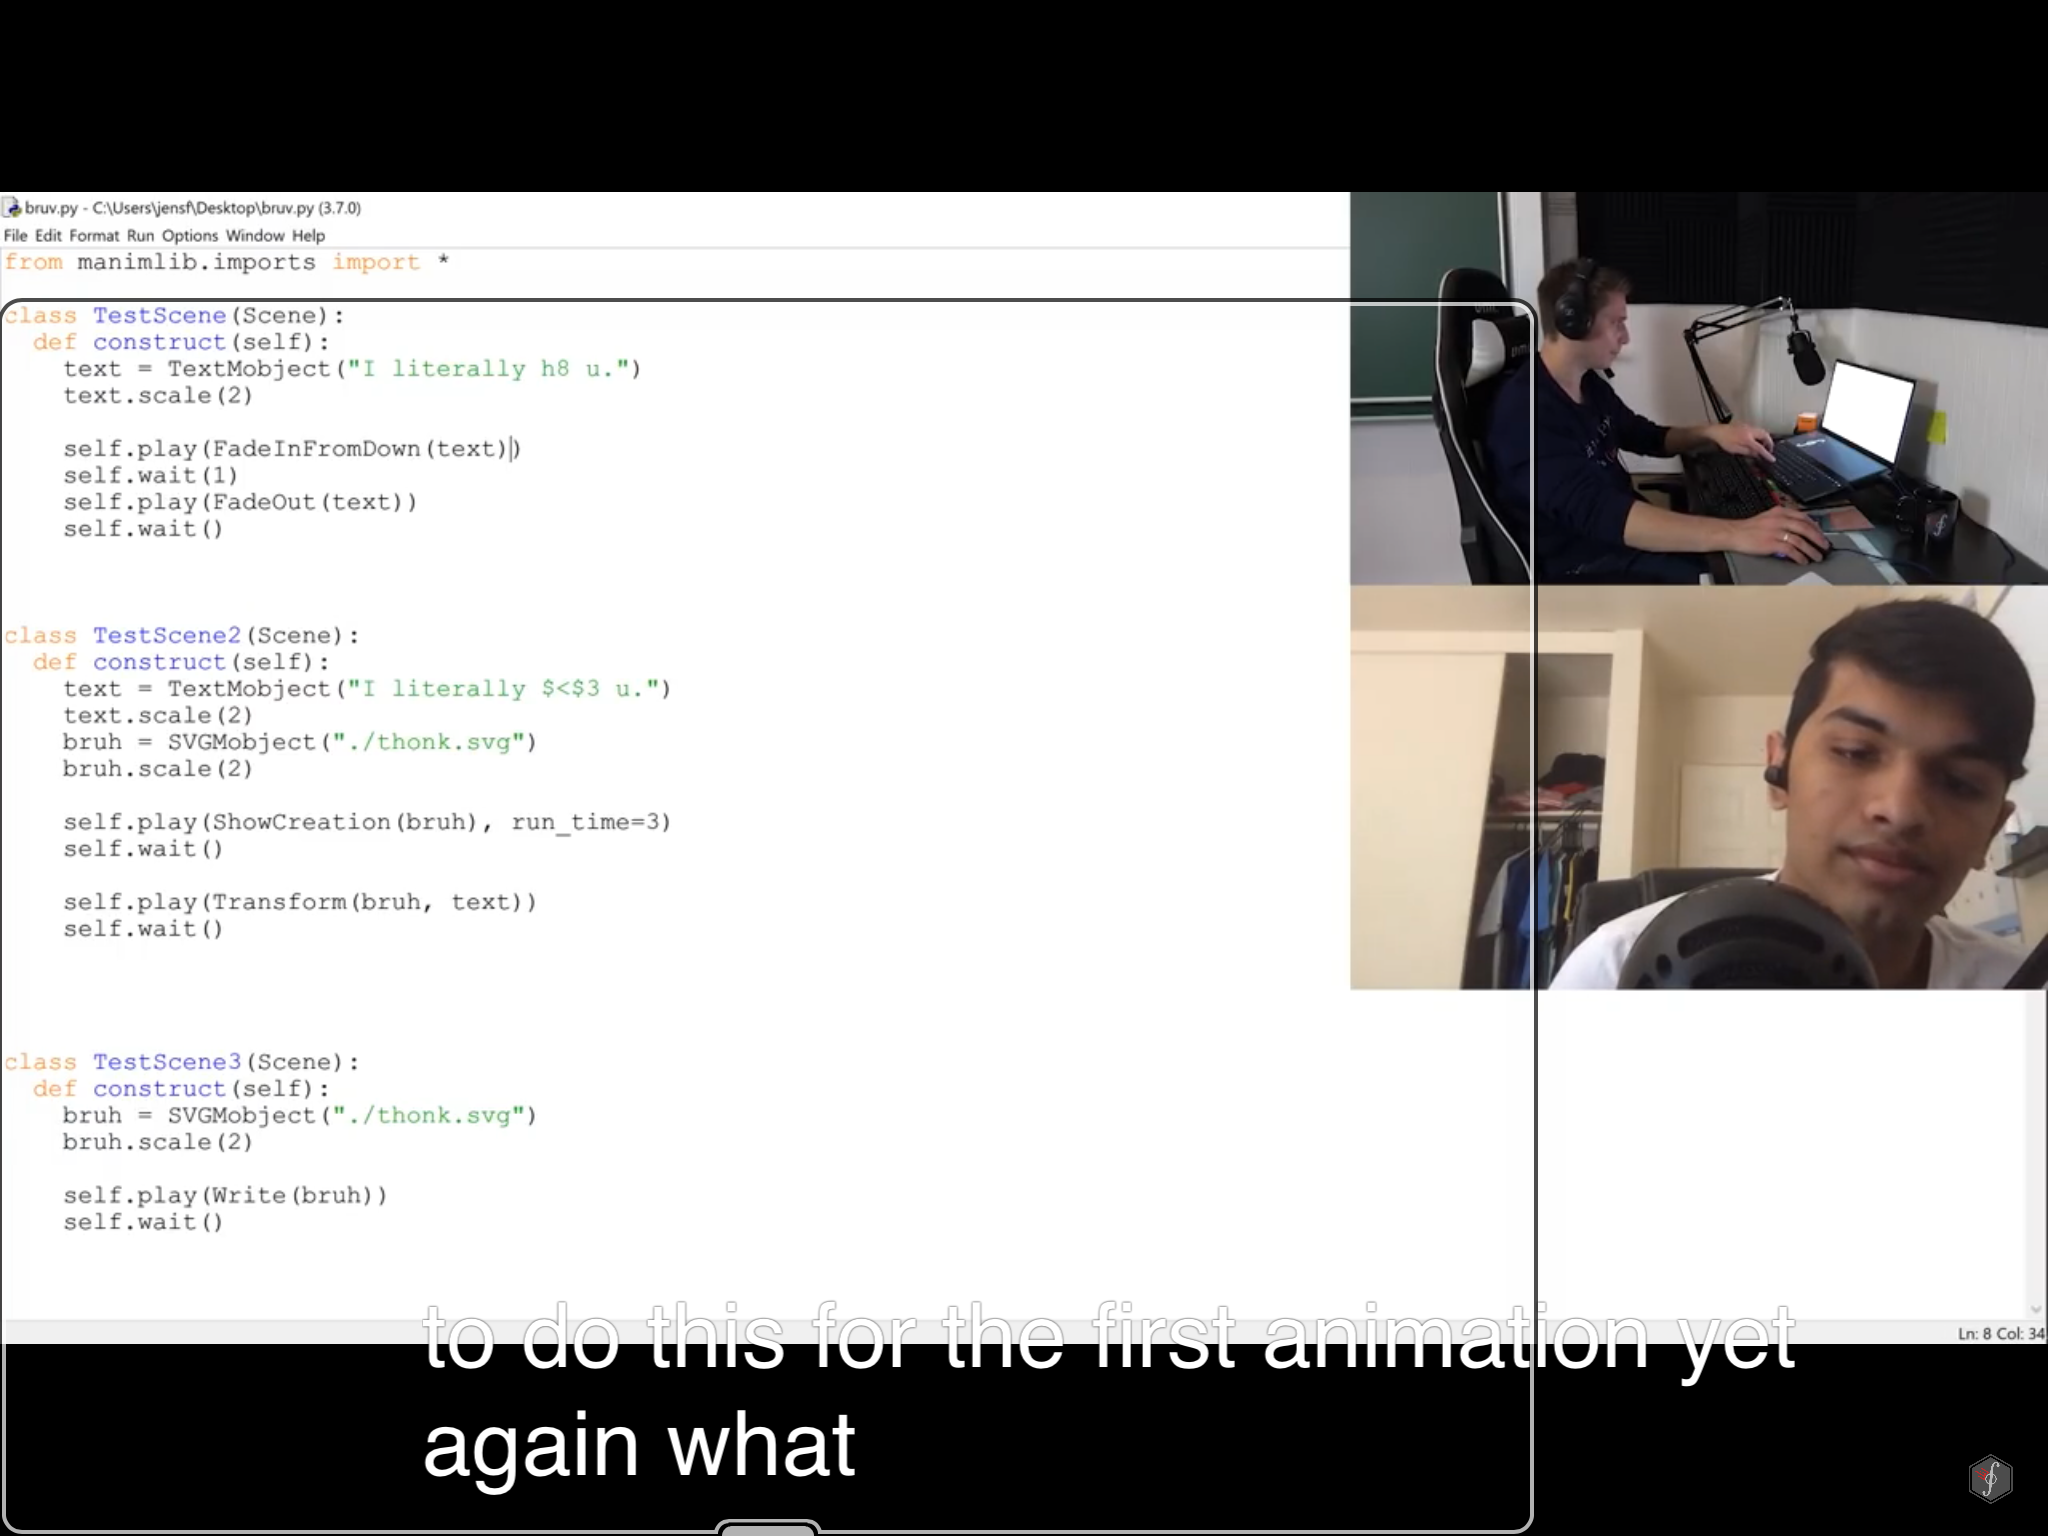 bruv.py - C:\Users\jensf\Desktop\bruv.py (3.7.0)
File Edit Format Run Options Window Help
from manimlib.imports import *
class TestScene(Scene):
  def construct(self):
    text = TextMobject("I literally h8 u.")
    text.scale(2)
    self.play(FadeInFromDown(text))
    self.wait(1)
    self.play(FadeOut(text))
    self.wait()
class TestScene2(Scene):
  def construct(self):
    text = TextMobject("I literally $<$3 u.")
    text.scale(2)
    bruh = SVGMobject("./thonk.svg")
    bruh.scale(2)
    self.play(ShowCreation(bruh), run_time=3)
    self.wait()
    self.play(Transform(bruh, text))
    self.wait()
class TestScene3(Scene):
  def construct(self):
    bruh = SVGMobject("./thonk.svg")
    bruh.scale(2)
    self.play(Write(bruh))
    self.wait()
Ln: 8 Col: 34
to do this for the first animation yet
again what